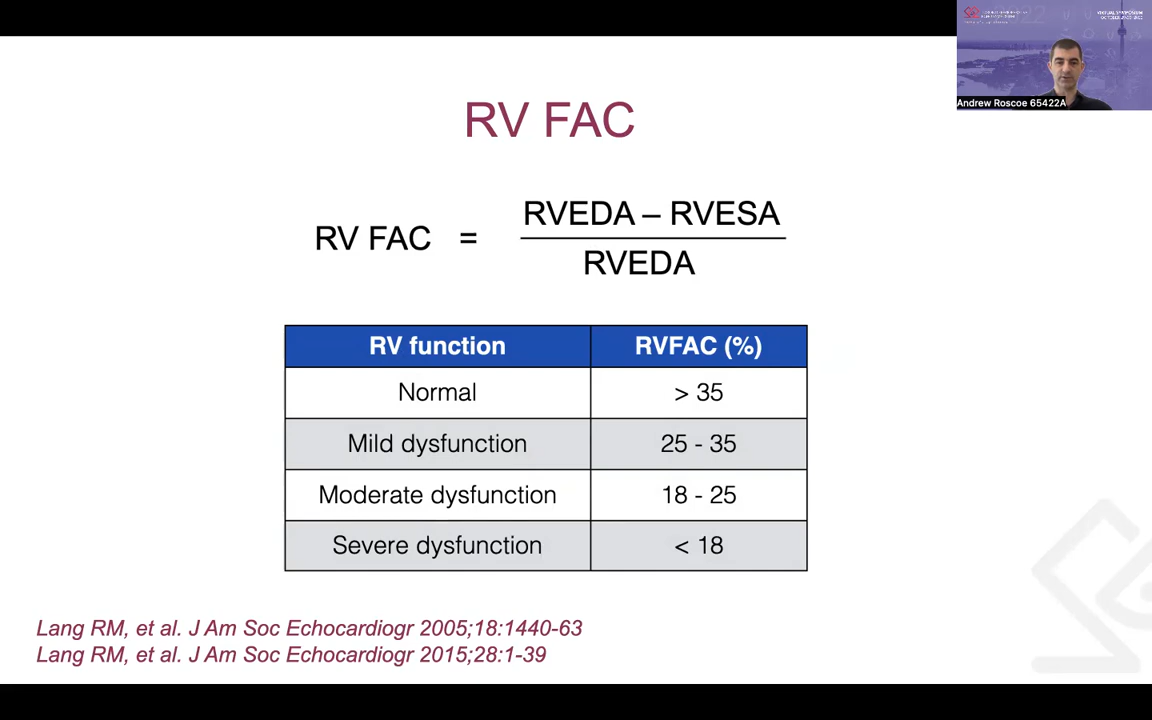 VIRTUAL SYMPOSIUM
Andrew Roscoe 65422A
RV FAC
RV FAC = RVEDA – RVESA
RVEDA
RV function RVFAC (%)
Normal > 35
Mild dysfunction 25 - 35
Moderate dysfunction 18 - 25
Severe dysfunction < 18
Lang RM, et al. J Am Soc Echocardiogr 2005;18:1440-63
Lang RM, et al. J Am Soc Echocardiogr 2015;28:1-39